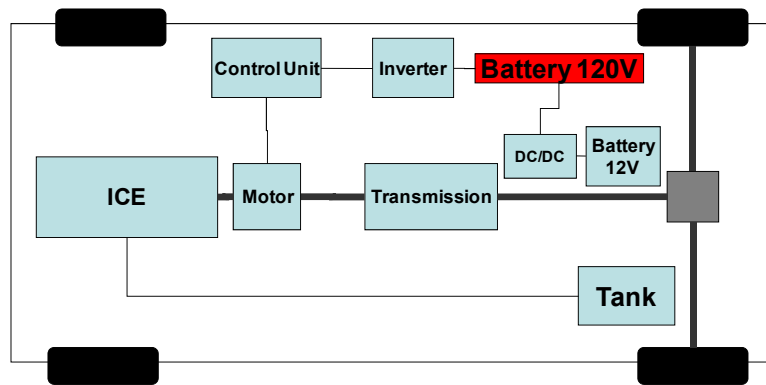 Control Unit
Inverter
Battery 120V
DC/DC
Battery
12V
ICE
Motor
Transmission
Tank